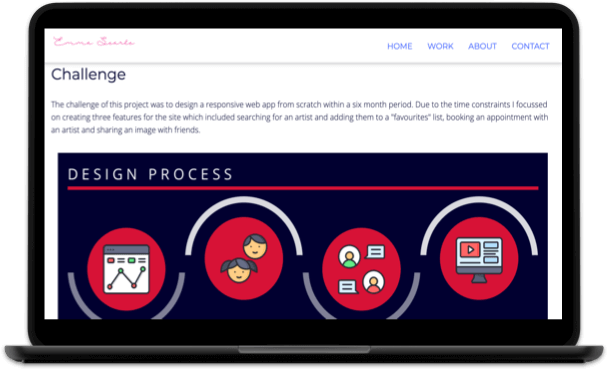 Emma Searle
HOME WORK ABOUT CONTACT
Challenge
The challenge of this project was to design a responsive web app from scratch within a six month period. Due to the time constraints I focussed
on creating three features for the site which included searching for an artist and adding them to a "favourites" list, booking an appointment with
an artist and sharing an image with friends.
DESIGN PROCESS